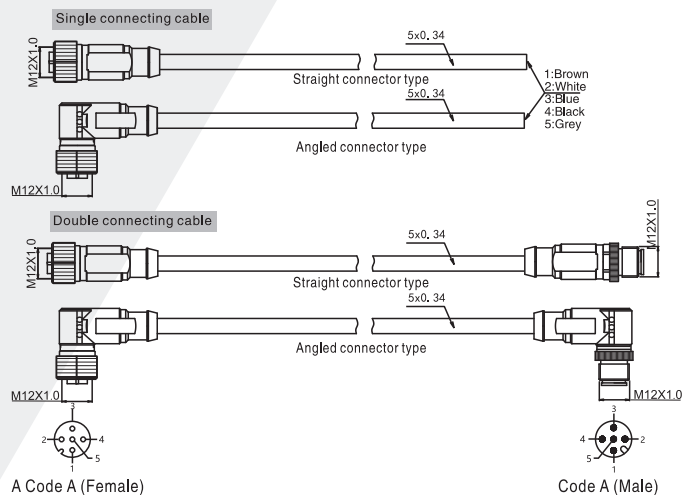 Single connecting cable
M12X1.0
5x0.34
Straight connector type
1:Brown
2:White
3:Blue
4:Black
5:Grey
5x0.34
Angled connector type
M12X1.0
Double connecting cable
M12X1.0
5x0.34
M12X1.0
Straight connector type
5x0.34
Angled connector type
M12X1.0
M12X1.0
3
2
4
5
1
3
4
2
5
1
A Code A (Female)
Code A (Male)